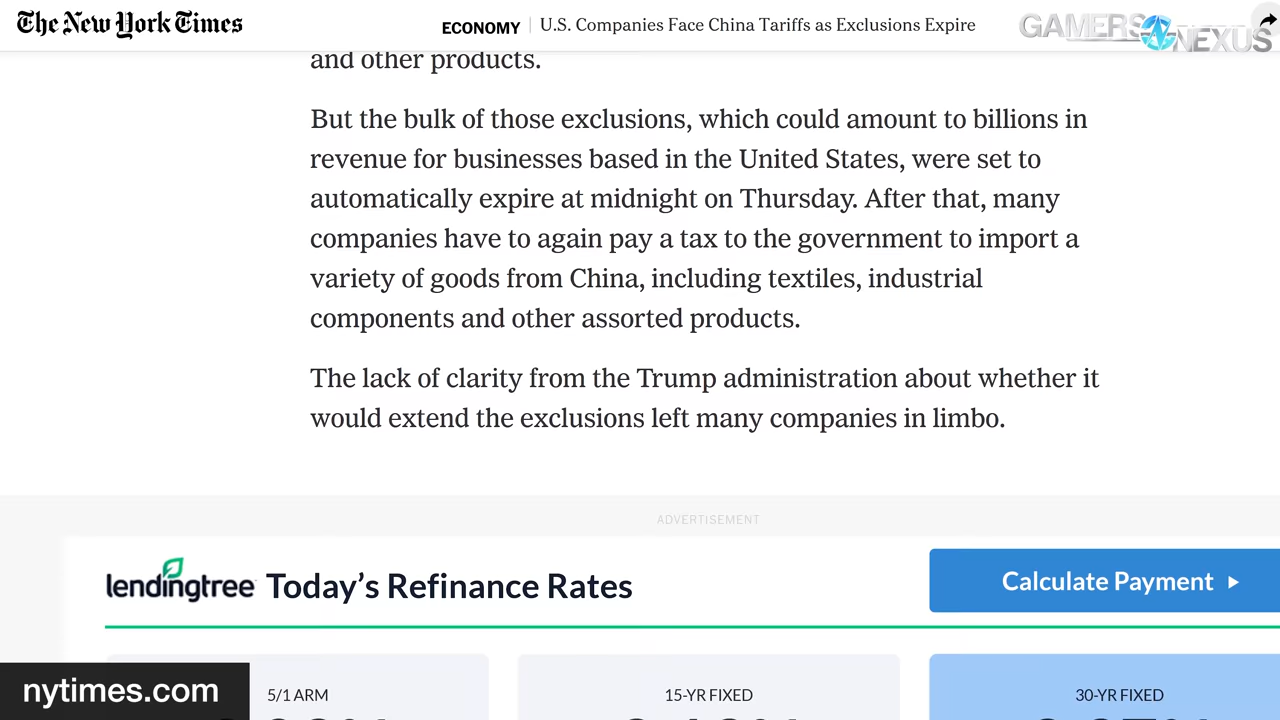 The New York Times
ECONOMY | U.S. Companies Face China Tariffs as Exclusions Expire
GAMERS NEXUS
and other products.
But the bulk of those exclusions, which could amount to billions in
revenue for businesses based in the United States, were set to
automatically expire at midnight on Thursday. After that, many
companies have to again pay a tax to the government to import a
variety of goods from China, including textiles, industrial
components and other assorted products.
The lack of clarity from the Trump administration about whether it
would extend the exclusions left many companies in limbo.
ADVERTISEMENT
lendingtree Today's Refinance Rates
Calculate Payment
nytimes.com
5/1 ARM
15-YR FIXED
30-YR FIXED